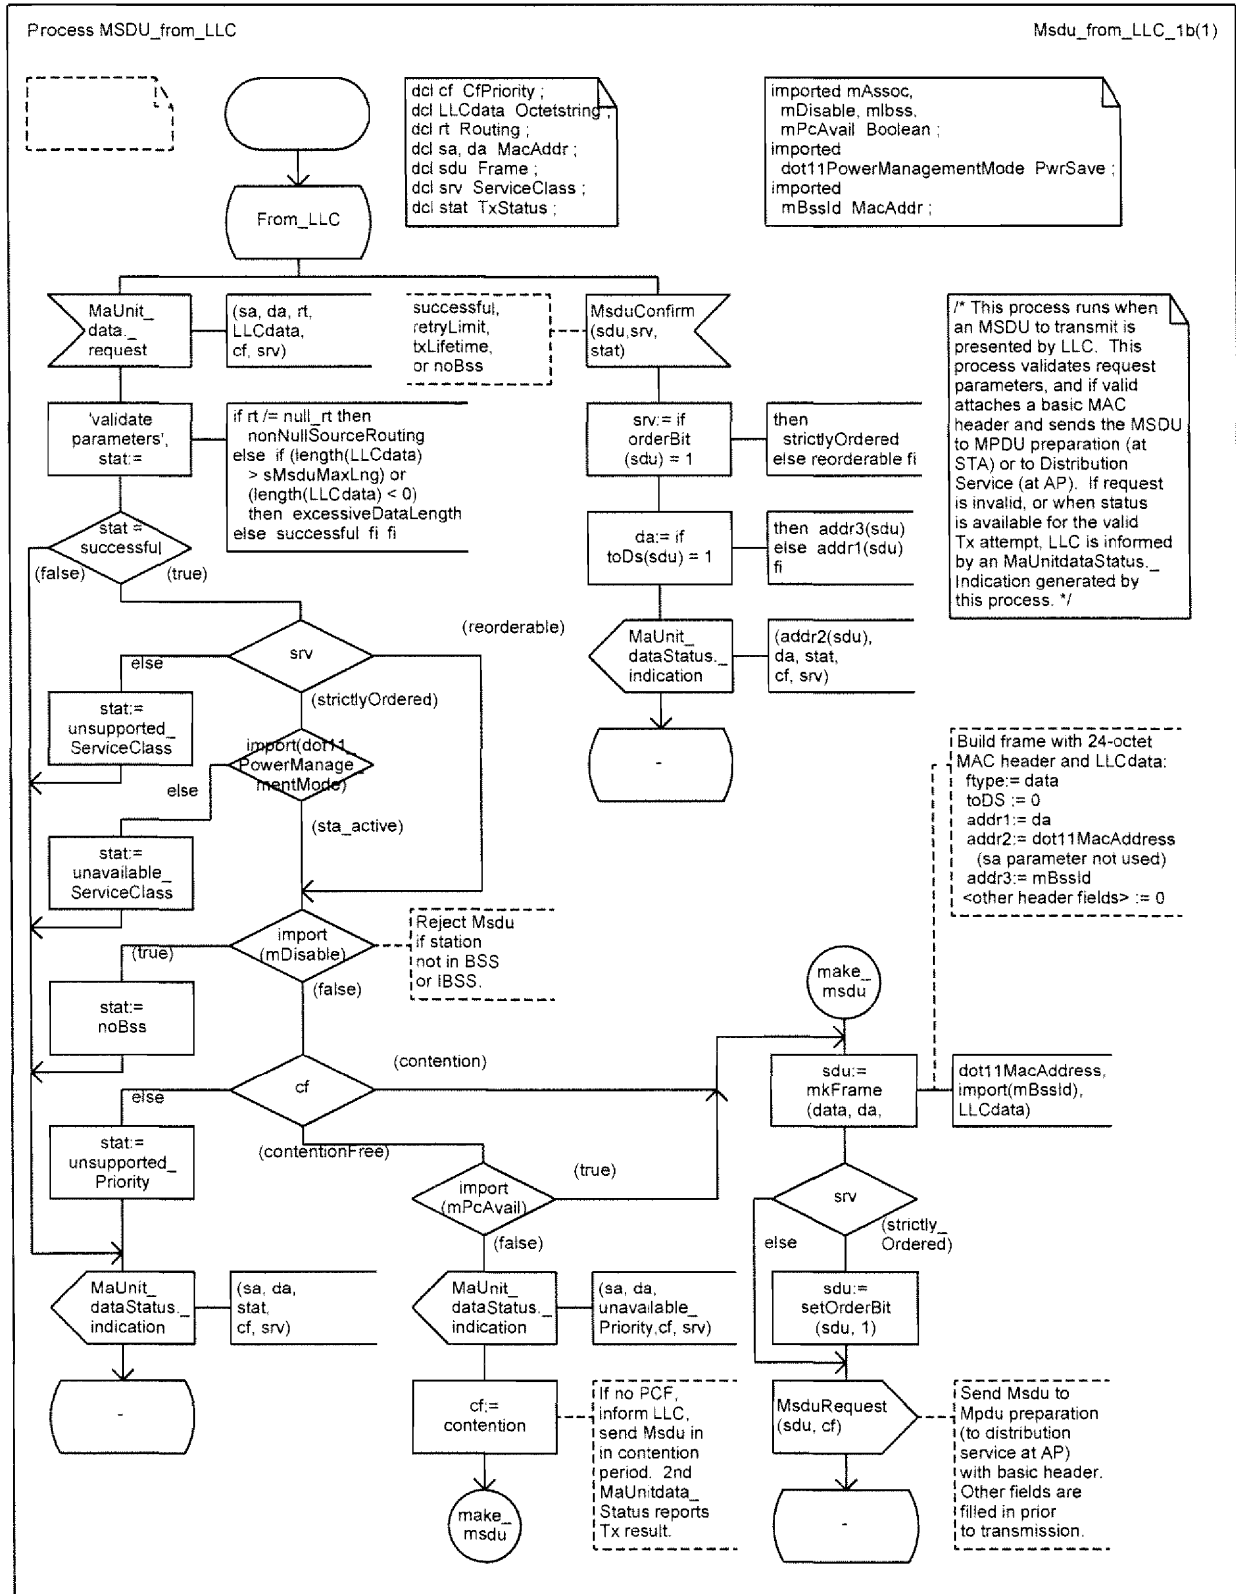 Process MSDU_from_LLC
Msdu_from_LLC_1b(1)
dcl cf CfPriority ;
dcl LLCdata Octetstring ;
dcl rt Routing ;
dcl sa, da MacAddr ;
dcl sdu Frame ;
dcl srv ServiceClass ;
dcl stat TxStatus ;
imported mAssoc,
mDisable, mIbss,
mPcAvail Boolean ;
imported
dot11PowerManagementMode PwrSave ;
imported
mBssId MacAddr ;
From_LLC
MaUnit_
data._
request
(sa, da, rt,
LLCdata,
cf, srv)
successful,
retryLimit,
txLifetime,
or noBss
MsduConfirm
(sdu,srv,
stat)
/* This process runs when
an MSDU to transmit is
presented by LLC. This
process validates request
parameters, and if valid
attaches a basic MAC
header and sends the MSDU
to MPDU preparation (at
STA) or to Distribution
Service (at AP). If request
is invalid, or when status
is available for the valid
Tx attempt, LLC is informed
by an MaUnitdataStatus._
Indication generated by
this process. */
'validate
parameters',
stat:=
if rt /= null_rt then
nonNullSourceRouting
else if (length(LLCdata)
> sMsduMaxLng) or
(length(LLCdata) < 0)
then excessiveDataLength
else successful fi fi
srv:= if
orderBit
(sdu) = 1
then
strictlyOrdered
else reorderable fi
stat =
successful
(false)
(true)
da:= if
toDs(sdu) = 1
then addr3(sdu)
else addr1(sdu)
fi
(reorderable)
srv
else
(strictlyOrdered)
MaUnit_
dataStatus._
indication
(addr2(sdu),
da, stat,
cf, srv)
-
stat:=
unsupported_
ServiceClass
import(dot11_
PowerManage_
mentMode)
else
(sta_active)
stat:=
unavailable_
ServiceClass
Build frame with 24-octet
MAC header and LLCdata:
ftype:= data
toDS := 0
addr1:= da
addr2:= dot11MacAddress
(sa parameter not used)
addr3:= mBssId
<other header fields> := 0
import
(mDisable)
(true)
(false)
Reject Msdu
if station
not in BSS
or IBSS.
stat:=
noBss
make_
msdu
cf
(contention)
else
(contentionFree)
sdu:=
mkFrame
(data, da,
dot11MacAddress,
import(mBssId),
LLCdata)
stat:=
unsupported_
Priority
import
(mPcAvail)
(true)
(false)
srv
else
(strictly_
Ordered)
MaUnit_
dataStatus._
indication
(sa, da,
stat,
cf, srv)
MaUnit_
dataStatus._
indication
(sa, da,
unavailable_
Priority,cf, srv)
sdu:=
setOrderBit
(sdu, 1)
-
cf:=
contention
If no PCF,
inform LLC,
send Msdu in
in contention
period. 2nd
MaUnitdata_
Status reports
Tx result.
make_
msdu
MsduRequest
(sdu, cf)
Send Msdu to
Mpdu preparation
(to distribution
service at AP)
with basic header.
Other fields are
filled in prior
to transmission.
-